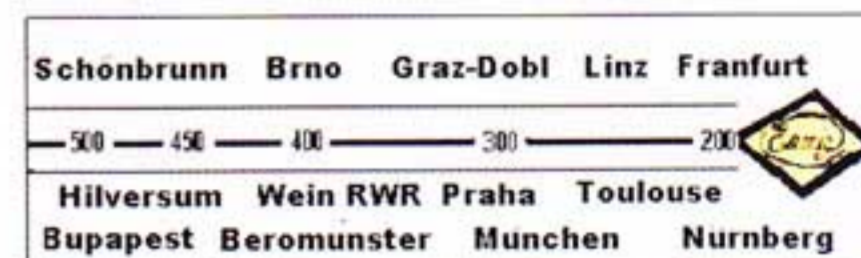 Schönbrunn Brno Graz-Dobl Linz Franfurt
500 450 400 300 200
Hilversum Wein RWR Praha Toulouse
Bupapest Beromunster Munchen Nurnberg